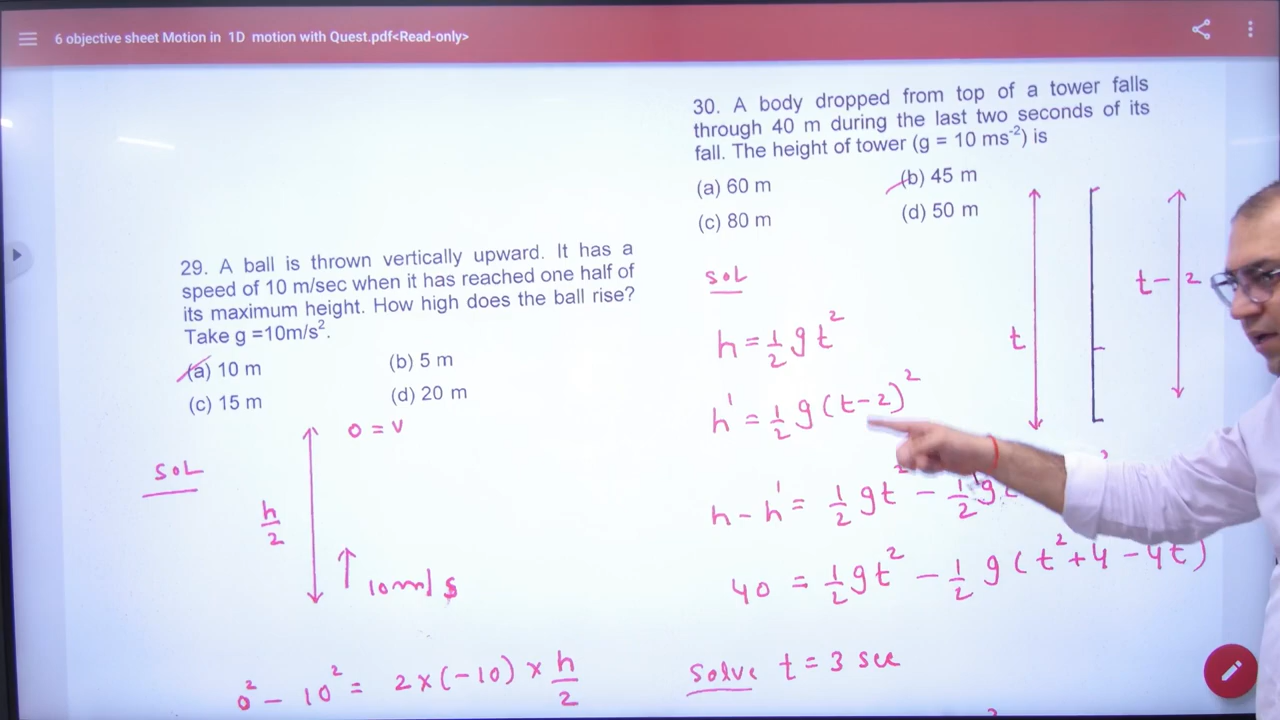 6 objective sheet Motion in 1D motion with Quest.pdf<Read-only>
29. A ball is thrown vertically upward. It has a
speed of 10 m/sec when it has reached one half of
its maximum height. How high does the ball rise?
Take g =10m/s².
(a) 10 m (b) 5 m
(c) 15 m (d) 20 m
SOL
0 = v
h/2
10 m/s
0² - 10² = 2 × (-10) × h/2
30. A body dropped from top of a tower falls
through 40 m during the last two seconds of its
fall. The height of tower (g = 10 ms⁻²) is
(a) 60 m (b) 45 m
(c) 80 m (d) 50 m
SOL
h = 1/2 g t²
h' = 1/2 g (t-2)²
h - h' = 1/2 gt² - 1/2 g
40 = 1/2 gt² - 1/2 g (t² + 4 - 4t)
Solve t = 3 sec
t
t - 2